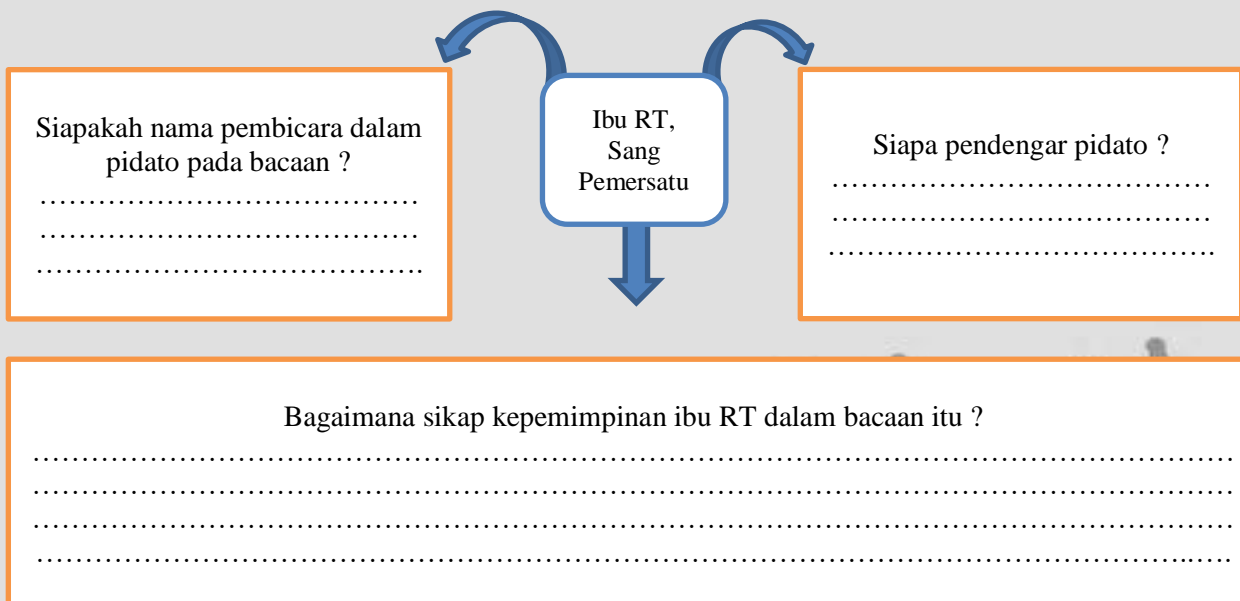 Siapakah nama pembicara dalam
pidato pada bacaan ?
…………………………………
…………………………………
………………………………….
Ibu RT,
Sang
Pemersatu
Siapa pendengar pidato ?
…………………………………
…………………………………
………………………………….
Bagaimana sikap kepemimpinan ibu RT dalam bacaan itu ?
……………………………………………………………………………………………………………
……………………………………………………………………………………………………………
……………………………………………………………………………………………………………
………………………………………………………………………………………………………..….